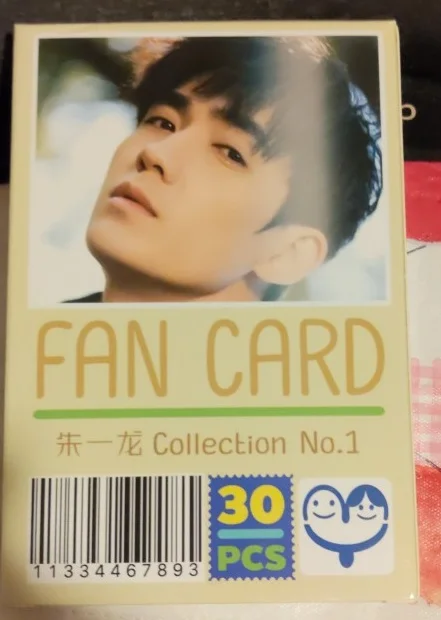 FAN CARD
朱一龙 Collection No.1
30
PCS
11334467893